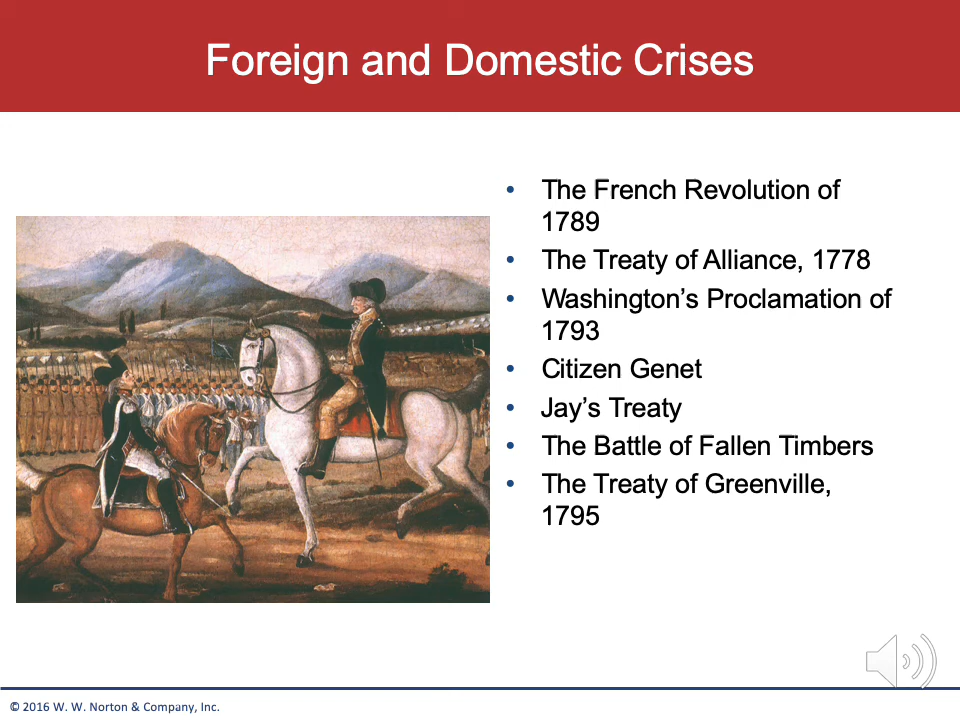 Foreign and Domestic Crises
• The French Revolution of
1789
• The Treaty of Alliance, 1778
• Washington’s Proclamation of
1793
• Citizen Genet
• Jay’s Treaty
• The Battle of Fallen Timbers
• The Treaty of Greenville,
1795
© 2016 W. W. Norton & Company, Inc.